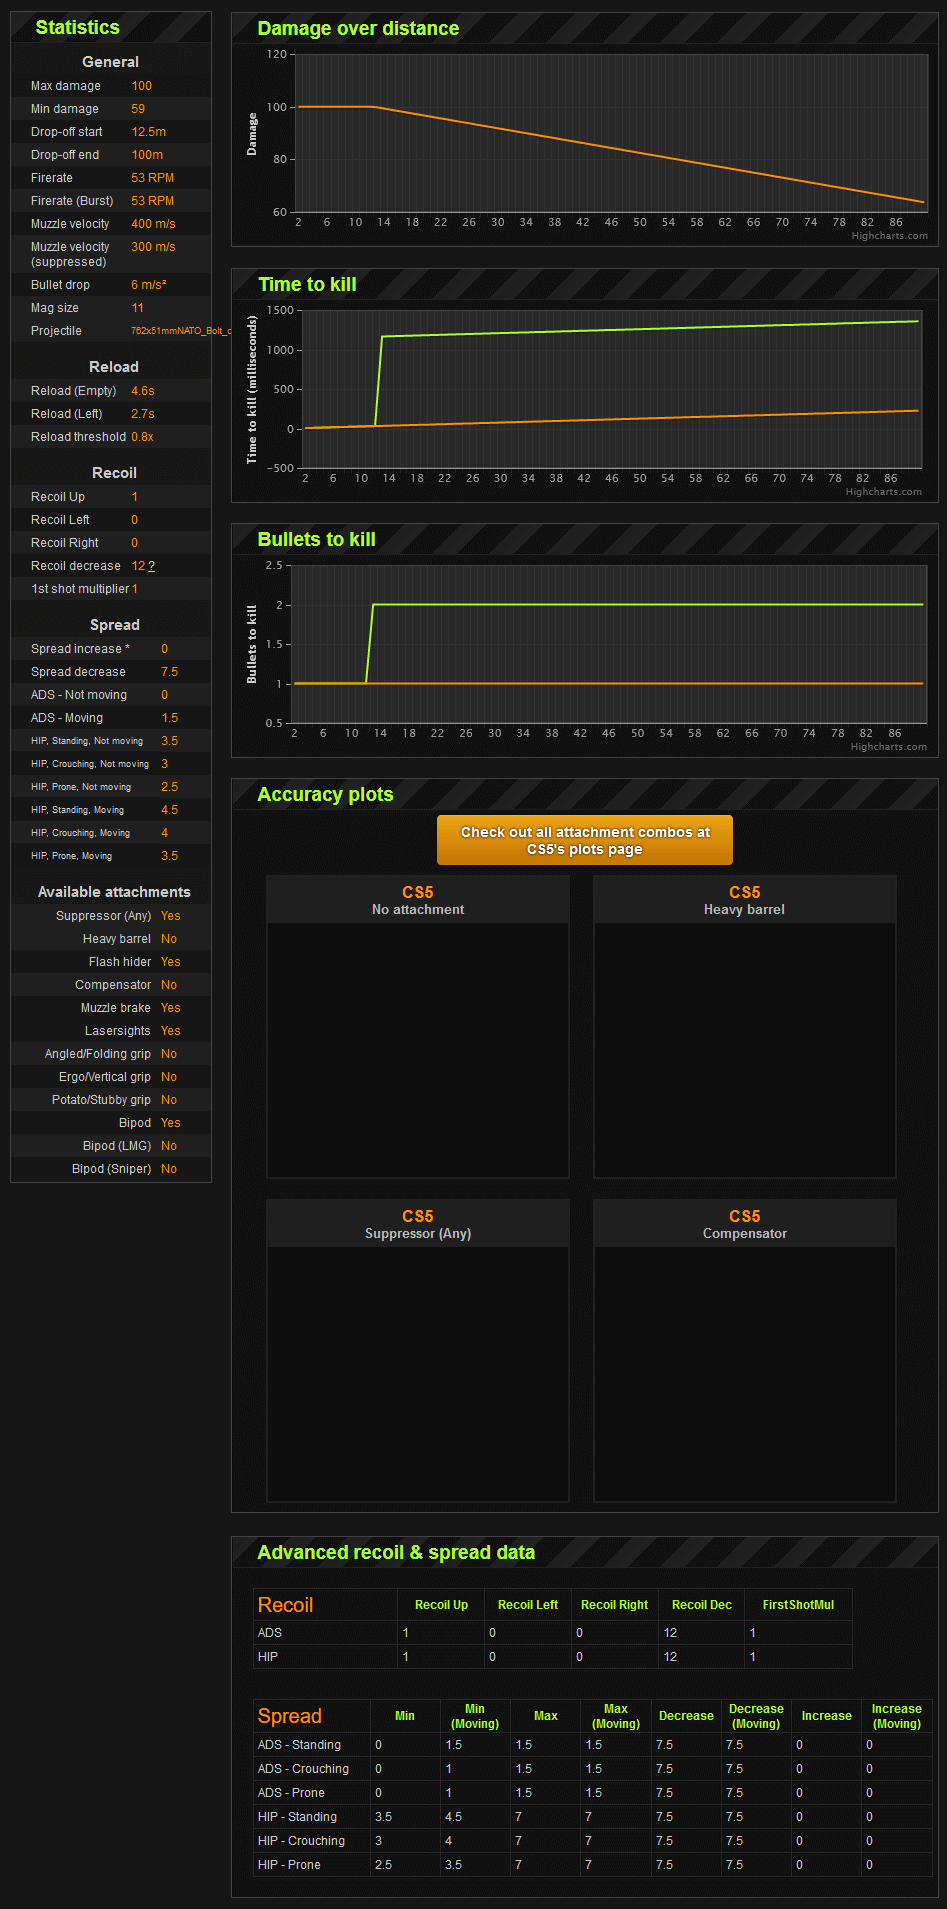 Statistics
General
Max damage 100
Min damage 59
Drop-off start 12.5m
Drop-off end 100m
Firerate 53 RPM
Firerate (Burst) 53 RPM
Muzzle velocity 400 m/s
Muzzle velocity 300 m/s
(suppressed)
Bullet drop 6 m/s²
Mag size 11
Projectile 762x51mmNATO_Bolt_c
Reload
Reload (Empty) 4.6s
Reload (Left) 2.7s
Reload threshold 0.8x
Recoil
Recoil Up 1
Recoil Left 0
Recoil Right 0
Recoil decrease 12 ?
1st shot multiplier 1
Spread
Spread increase * 0
Spread decrease 7.5
ADS - Not moving 0
ADS - Moving 1.5
HIP, Standing, Not moving 3.5
HIP, Crouching, Not moving 3
HIP, Prone, Not moving 2.5
HIP, Standing, Moving 4.5
HIP, Crouching, Moving 4
HIP, Prone, Moving 3.5
Available attachments
Suppressor (Any) Yes
Heavy barrel No
Flash hider Yes
Compensator No
Muzzle brake Yes
Lasersights Yes
Angled/Folding grip No
Ergo/Vertical grip No
Potato/Stubby grip No
Bipod Yes
Bipod (LMG) No
Bipod (Sniper) No
Damage over distance
120
100
80
60
Damage
2 6 10 14 18 22 26 30 34 38 42 46 50 54 58 62 66 70 74 78 82 86
Highcharts.com
Time to kill
1500
1000
500
0
-500
Time to kill (milliseconds)
2 6 10 14 18 22 26 30 34 38 42 46 50 54 58 62 66 70 74 78 82 86
Highcharts.com
Bullets to kill
2.5
2
1.5
1
0.5
Bullets to kill
2 6 10 14 18 22 26 30 34 38 42 46 50 54 58 62 66 70 74 78 82 86
Highcharts.com
Accuracy plots
Check out all attachment combos at
CS5's plots page
CS5 CS5
No attachment Heavy barrel
CS5 CS5
Suppressor (Any) Compensator
Advanced recoil & spread data
Recoil Recoil Up Recoil Left Recoil Right Recoil Dec FirstShotMul
ADS 1 0 0 12 1
HIP 1 0 0 12 1
Spread Min Min (Moving) Max Max (Moving) Decrease Decrease (Moving) Increase Increase (Moving)
ADS - Standing 0 1.5 1.5 1.5 7.5 7.5 0 0
ADS - Crouching 0 1 1.5 1.5 7.5 7.5 0 0
ADS - Prone 0 1 1.5 1.5 7.5 7.5 0 0
HIP - Standing 3.5 4.5 7 7 7.5 7.5 0 0
HIP - Crouching 3 4 7 7 7.5 7.5 0 0
HIP - Prone 2.5 3.5 7 7 7.5 7.5 0 0